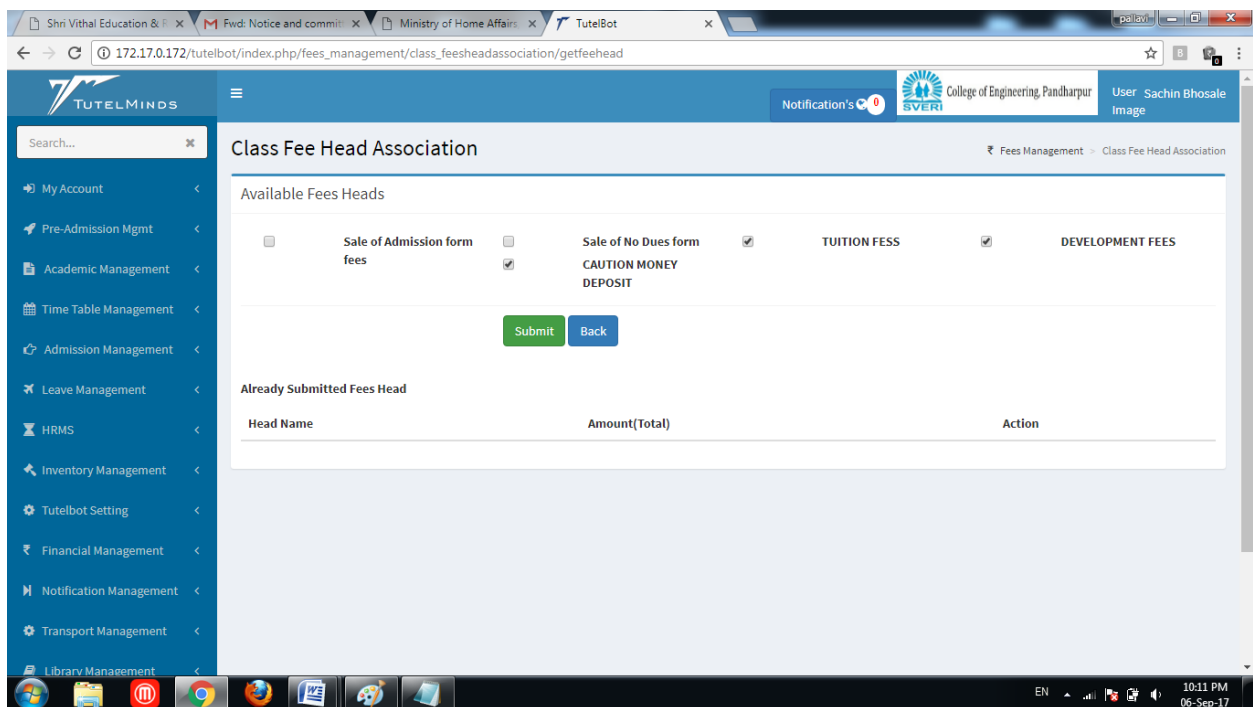 Shri Vithal Education & R
Fwd: Notice and commit
Ministry of Home Affairs
TutelBot
pallavi
172.17.0.172/tutelbot/index.php/fees_management/class_feesheadassociation/getfeehead
TUTELMINDS
Notification's 0
SVERI
College of Engineering, Pandharpur
User Sachin Bhosale
Image
Search...
Class Fee Head Association
₹ Fees Management > Class Fee Head Association
My Account
Available Fees Heads
Pre-Admission Mgmt
Sale of Admission form
fees
Sale of No Dues form
TUITION FESS
DEVELOPMENT FEES
CAUTION MONEY
DEPOSIT
Academic Management
Time Table Management
Submit
Back
Admission Management
Leave Management
Already Submitted Fees Head
Head Name
Amount(Total)
Action
HRMS
Inventory Management
Tutelbot Setting
₹ Financial Management
Notification Management
Transport Management
Library Management
EN
10:11 PM
06-Sep-17